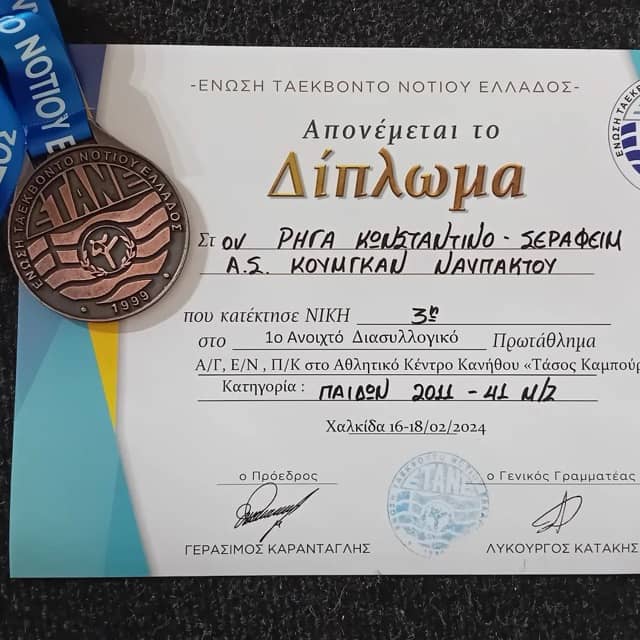 Ο ΝΟΤΙΟΥ Ε
ΕΝΩΣΗ ΤΑΕΚΒΟΝΤΟ ΝΟΤΙΟΥ ΕΛΛΑΔΟΣ
ΕΤΑΝΕ
1999
-ΕΝΩΣΗ ΤΑΕΚΒΟΝΤΟ ΝΟΤΙΟΥ ΕΛΛΑΔΟΣ-
Απονέμεται το
Δίπλωμα
Στ ον ΡΗΓΑ ΚΩΝΣΤΑΝΤΙΝΟ - ΣΕΡΑΦΕΙΜ
Α.Σ. ΚΟΥΜΓΚΑΝ ΝΑΥΠΑΚΤΟΥ
που κατέκτησε ΝΙΚΗ 3η
στο 1ο Ανοιχτό Διασυλλογικό Πρωτάθλημα
Α/Γ, Ε/Ν , Π/Κ στο Αθλητικό Κέντρο Κανήθου «Τάσος Καμπούρ
Κατηγορία : ΠΑΙΔΩΝ 2011 - 41 Μ/2
Χαλκίδα 16-18/02/2024
ο Πρόεδρος
ο Γενικός Γραμματέας
ΕΤΑΝΕ
ΓΕΡΑΣΙΜΟΣ ΚΑΡΑΝΤΑΓΛΗΣ
ΛΥΚΟΥΡΓΟΣ ΚΑΤΑΚΗΣ